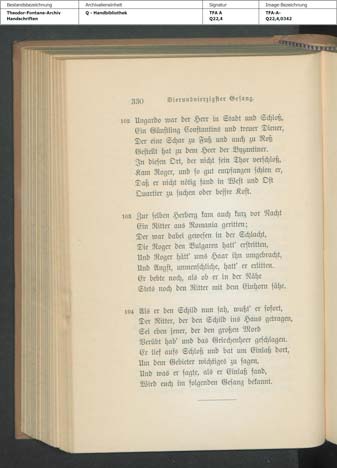 Bestandsbezeichnung Archivalieneinheit Signatur Image-Bezeichnung
Theodor-Fontane-Archiv Q - Handbibliothek TFA A TFA-A-
Handschriften Q22,4 Q22,4,0342
330 Vierundvierzigster Gesang.
102 Ungardo war der Herr in Stadt und Schloß,
Ein Günstling Constantins und treuer Diener,
Der eine Schar zu Fuß und auch zu Roß
Gestellt hat zu dem Heer der Byzantiner.
In diesen Ort, der nicht sein Thor verschloß,
Kam Roger, und so gut empfangen schien er,
Daß er nicht nötig fand in West und Ost
Quartier zu suchen oder bessre Kost.
103 Zur selben Herberg kam auch kurz vor Nacht
Ein Ritter aus Romania geritten;
Der war dabei gewesen in der Schlacht,
Die Roger den Bulgaren hatt' erstritten,
Und Roger hätt' ums Haar ihn umgebracht,
Und Angst, unmenschliche, hatt' er erlitten.
Er bebte noch, als ob er in der Nähe
Stets noch den Ritter mit dem Einhorn sähe.
104 Als er den Schild nun sah, wußt' er sofort,
Der Ritter, der den Schild ins Haus getragen,
Sei eben jener, der den großen Mord
Verübt hab' und das Griechenheer geschlagen.
Er lief aufs Schloß und bat um Einlaß dort,
Um dem Gebieter wichtiges zu sagen,
Und was er sagte, als er Einlaß fand,
Wird euch im folgenden Gesang bekannt.